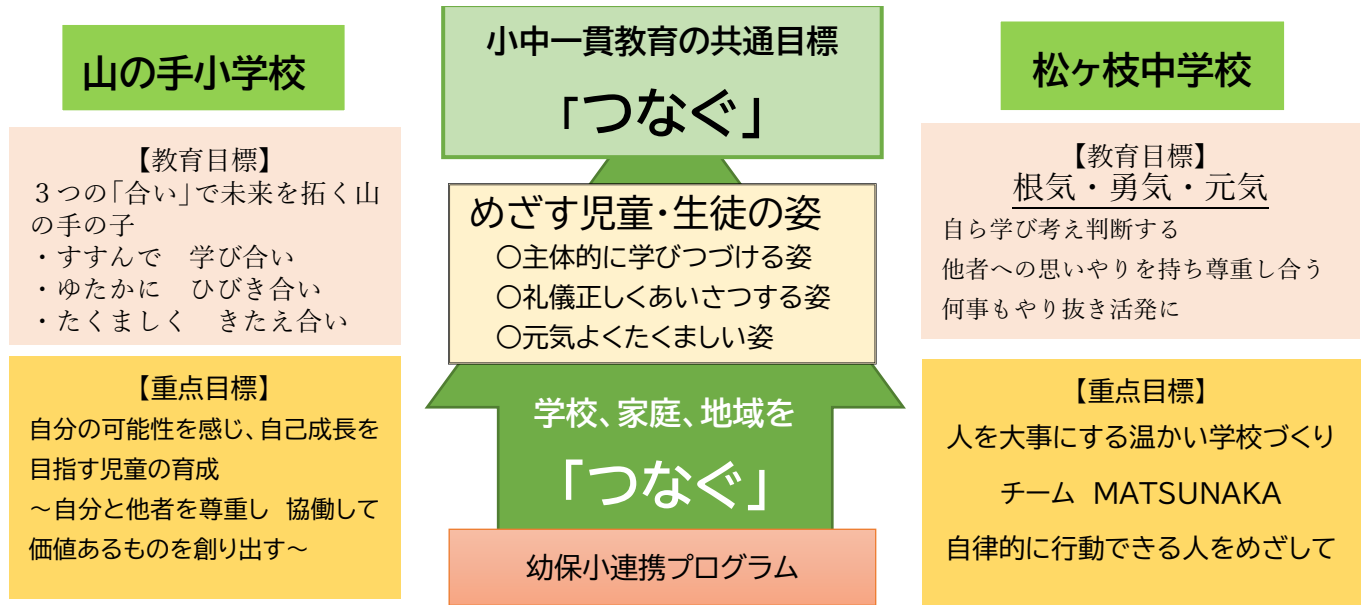 山の手小学校
【教育目標】
３つの「合い」で未来を拓く山
の手の子
・すすんで　学び合い
・ゆたかに　ひびき合い
・たくましく　きたえ合い
【重点目標】
自分の可能性を感じ、自己成長を
目指す児童の育成
～自分と他者を尊重し　協働して
価値あるものを創り出す～
小中一貫教育の共通目標
「つなぐ」
めざす児童・生徒の姿
○主体的に学びつづける姿
○礼儀正しくあいさつする姿
○元気よくたくましい姿
学校、家庭、地域を
「つなぐ」
幼保小連携プログラム
松ヶ枝中学校
【教育目標】
根気・勇気・元気
自ら学び考え判断する
他者への思いやりを持ち尊重し合う
何事もやり抜き活発に
【重点目標】
人を大事にする温かい学校づくり
チーム　MATSUNAKA
自律的に行動できる人をめざして